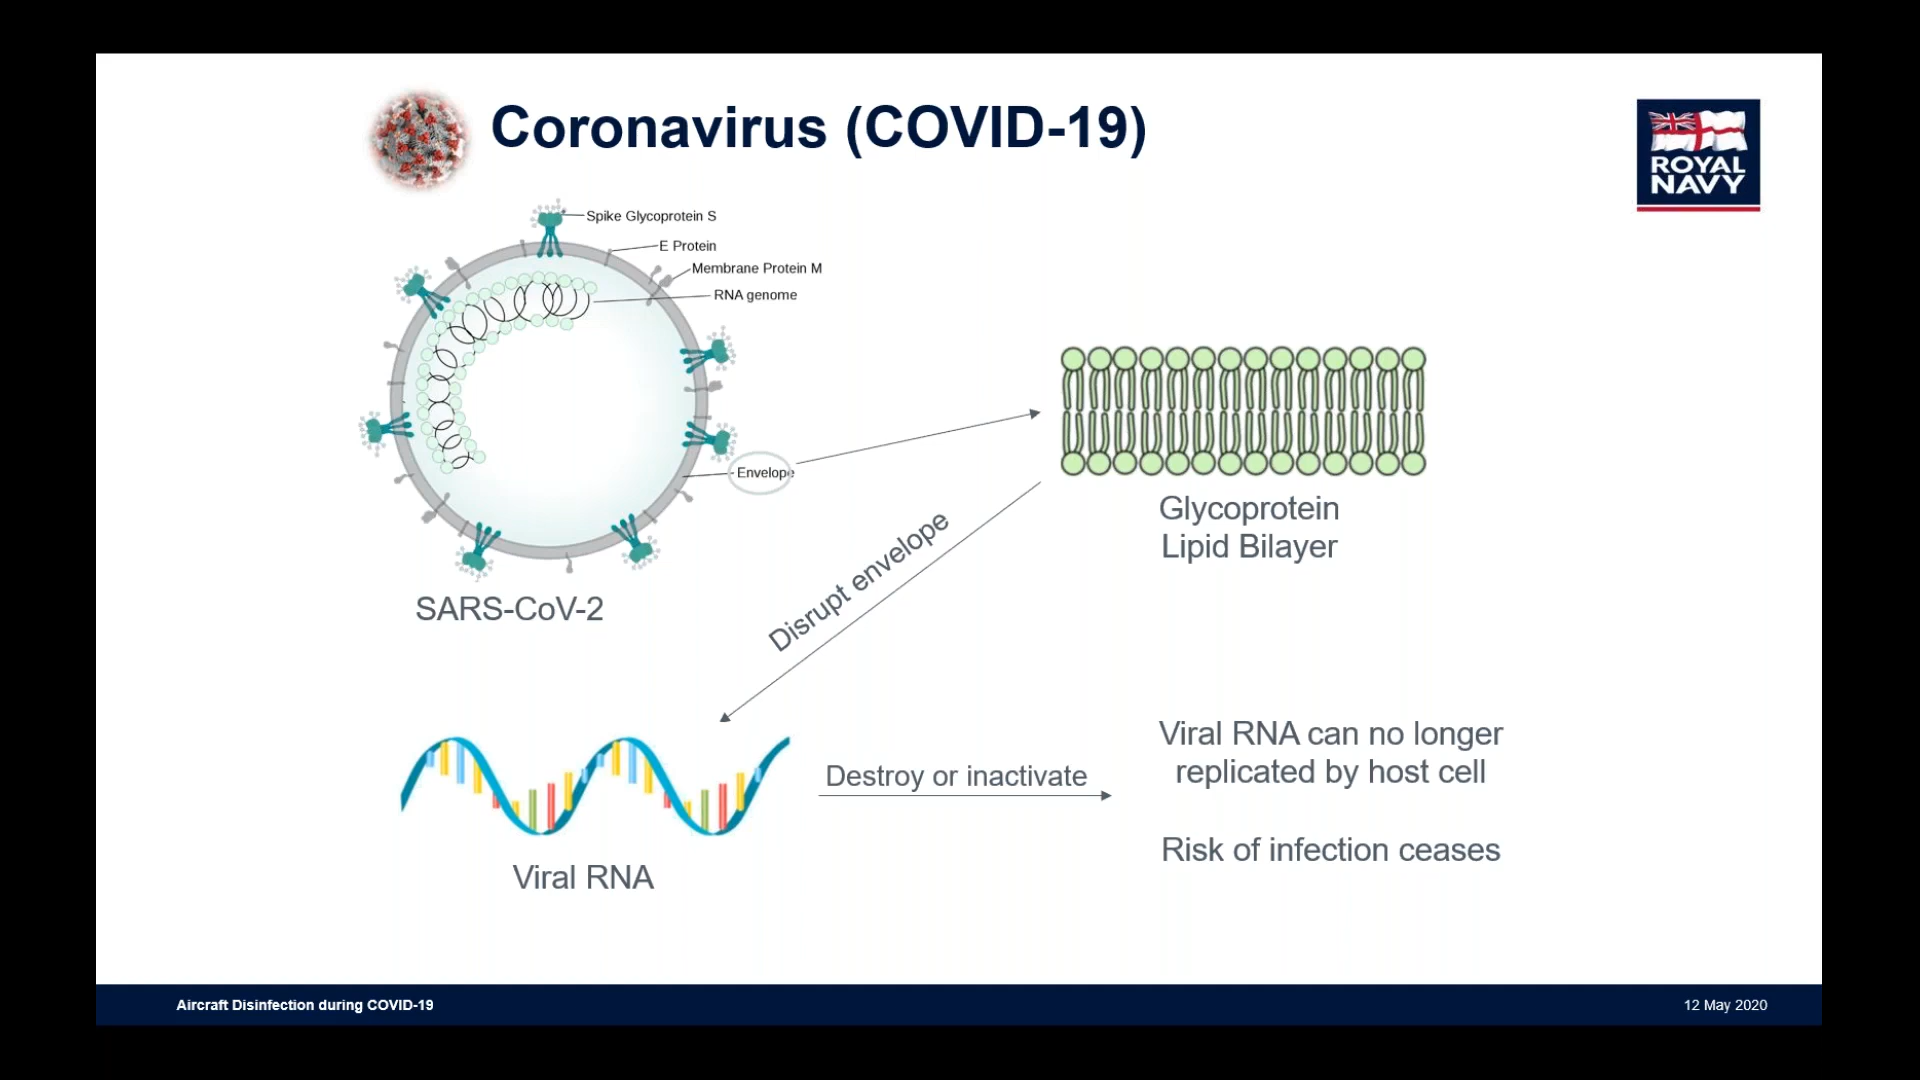 Coronavirus (COVID-19)
ROYAL
NAVY
Spike Glycoprotein S
E Protein
Membrane Protein M
RNA genome
Envelope
Glycoprotein
Lipid Bilayer
SARS-CoV-2
Disrupt envelope
Viral RNA can no longer
replicated by host cell
Destroy or inactivate
Risk of infection ceases
Viral RNA
Aircraft Disinfection during COVID-19
12 May 2020